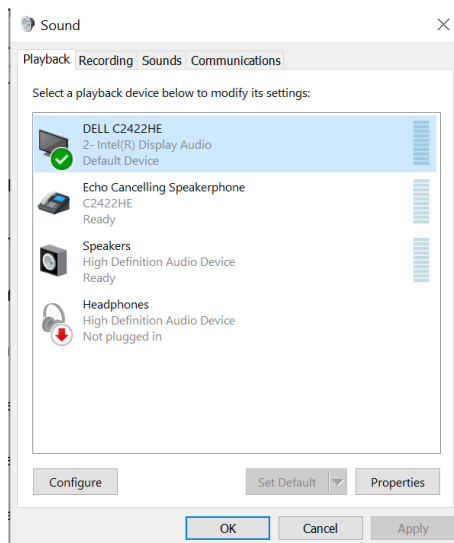 Sound
Playback Recording Sounds Communications
Select a playback device below to modify its settings:
DELL C2422HE
2- Intel(R) Display Audio
Default Device
Echo Cancelling Speakerphone
C2422HE
Ready
Speakers
High Definition Audio Device
Ready
Headphones
High Definition Audio Device
Not plugged in
Configure Set Default Properties
OK Cancel Apply